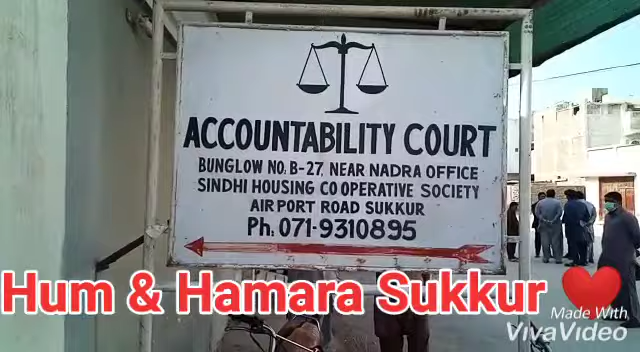 ACCOUNTABILITY COURT
BUNGLOW NO. B-27, NEAR NADRA OFFICE
SINDHI HOUSING CO OPERATIVE SOCIETY
AIR PORT ROAD SUKKUR
Ph. 071-9310895
Hum & Hamara Sukkur
Made With
VivaVideo